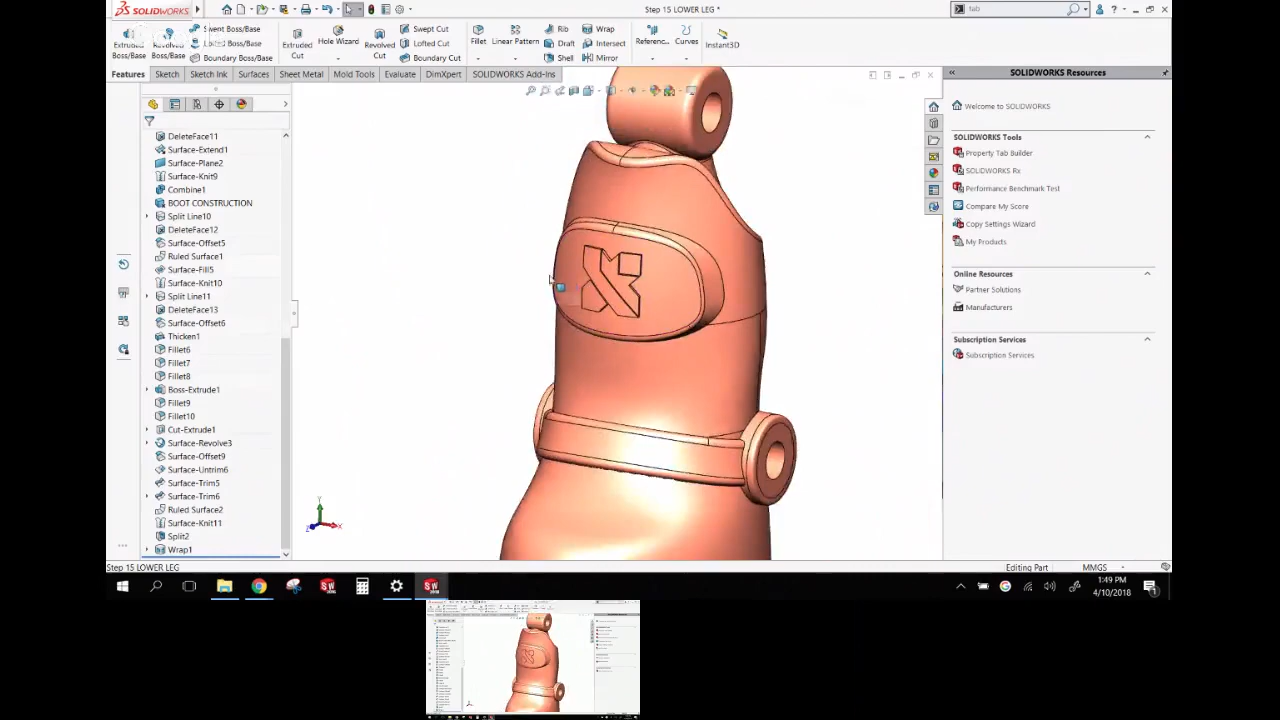 SOLIDWORKS
Step 15 LOWER LEG *
tab
Extruded Boss/Base
Revolved Boss/Base
Swept Boss/Base
Boundary Boss/Base
Extruded Cut
Hole Wizard
Revolved Cut
Swept Cut
Lofted Cut
Boundary Cut
Fillet
Linear Pattern
Rib
Draft
Shell
Wrap
Intersect
Mirror
Referenc...
Curves
Instant3D
Features
Sketch
Sketch Ink
Surfaces
Sheet Metal
Mold Tools
Evaluate
DimXpert
SOLIDWORKS Add-Ins
DeleteFace11
Surface-Extend1
Surface-Plane2
Surface-Knit9
Combine1
BOOT CONSTRUCTION
Split Line10
DeleteFace12
Surface-Offset5
Ruled Surface1
Surface-Fill5
Surface-Knit10
Split Line11
DeleteFace13
Surface-Offset6
Thicken1
Fillet6
Fillet7
Fillet8
Boss-Extrude1
Fillet9
Fillet10
Cut-Extrude1
Surface-Revolve3
Surface-Offset9
Surface-Untrim6
Surface-Trim5
Surface-Trim6
Ruled Surface2
Surface-Knit11
Split2
Wrap1
Y
X
Z
SOLIDWORKS Resources
Welcome to SOLIDWORKS
SOLIDWORKS Tools
Property Tab Builder
SOLIDWORKS Rx
Performance Benchmark Test
Compare My Score
Copy Settings Wizard
My Products
Online Resources
Partner Solutions
Manufacturers
Subscription Services
Subscription Services
Step 15 LOWER LEG
Editing Part
MMGS
1:49 PM
4/10/2018